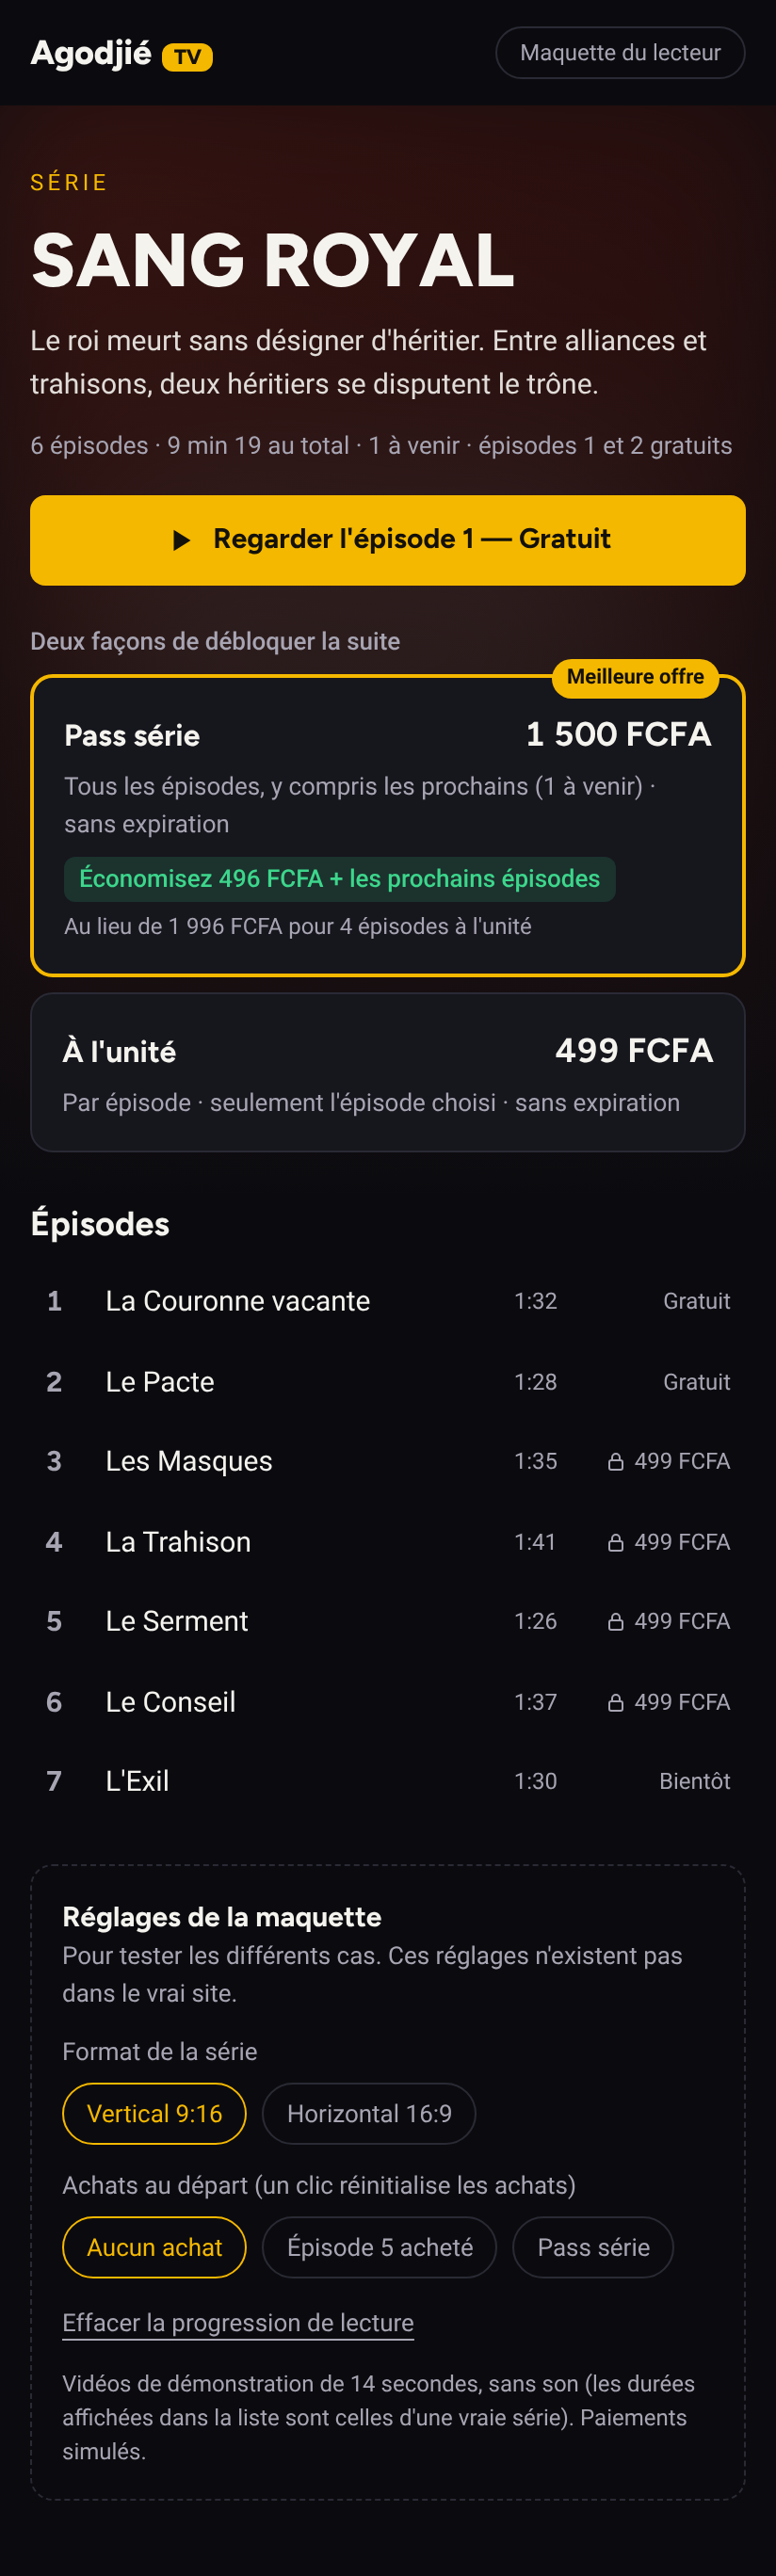 Agodjié TV
Maquette du lecteur
SÉRIE
SANG ROYAL
Le roi meurt sans désigner d'héritier. Entre alliances et
trahisons, deux héritiers se disputent le trône.
6 épisodes · 9 min 19 au total · 1 à venir · épisodes 1 et 2 gratuits
Regarder l'épisode 1 — Gratuit
Deux façons de débloquer la suite
Meilleure offre
Pass série 1 500 FCFA
Tous les épisodes, y compris les prochains (1 à venir) ·
sans expiration
Économisez 496 FCFA + les prochains épisodes
Au lieu de 1 996 FCFA pour 4 épisodes à l'unité
À l'unité 499 FCFA
Par épisode · seulement l'épisode choisi · sans expiration
Épisodes
1 La Couronne vacante 1:32 Gratuit
2 Le Pacte 1:28 Gratuit
3 Les Masques 1:35 499 FCFA
4 La Trahison 1:41 499 FCFA
5 Le Serment 1:26 499 FCFA
6 Le Conseil 1:37 499 FCFA
7 L'Exil 1:30 Bientôt
Réglages de la maquette
Pour tester les différents cas. Ces réglages n'existent pas
dans le vrai site.
Format de la série
Vertical 9:16 Horizontal 16:9
Achats au départ (un clic réinitialise les achats)
Aucun achat Épisode 5 acheté Pass série
Effacer la progression de lecture
Vidéos de démonstration de 14 secondes, sans son (les durées
affichées dans la liste sont celles d'une vraie série). Paiements
simulés.